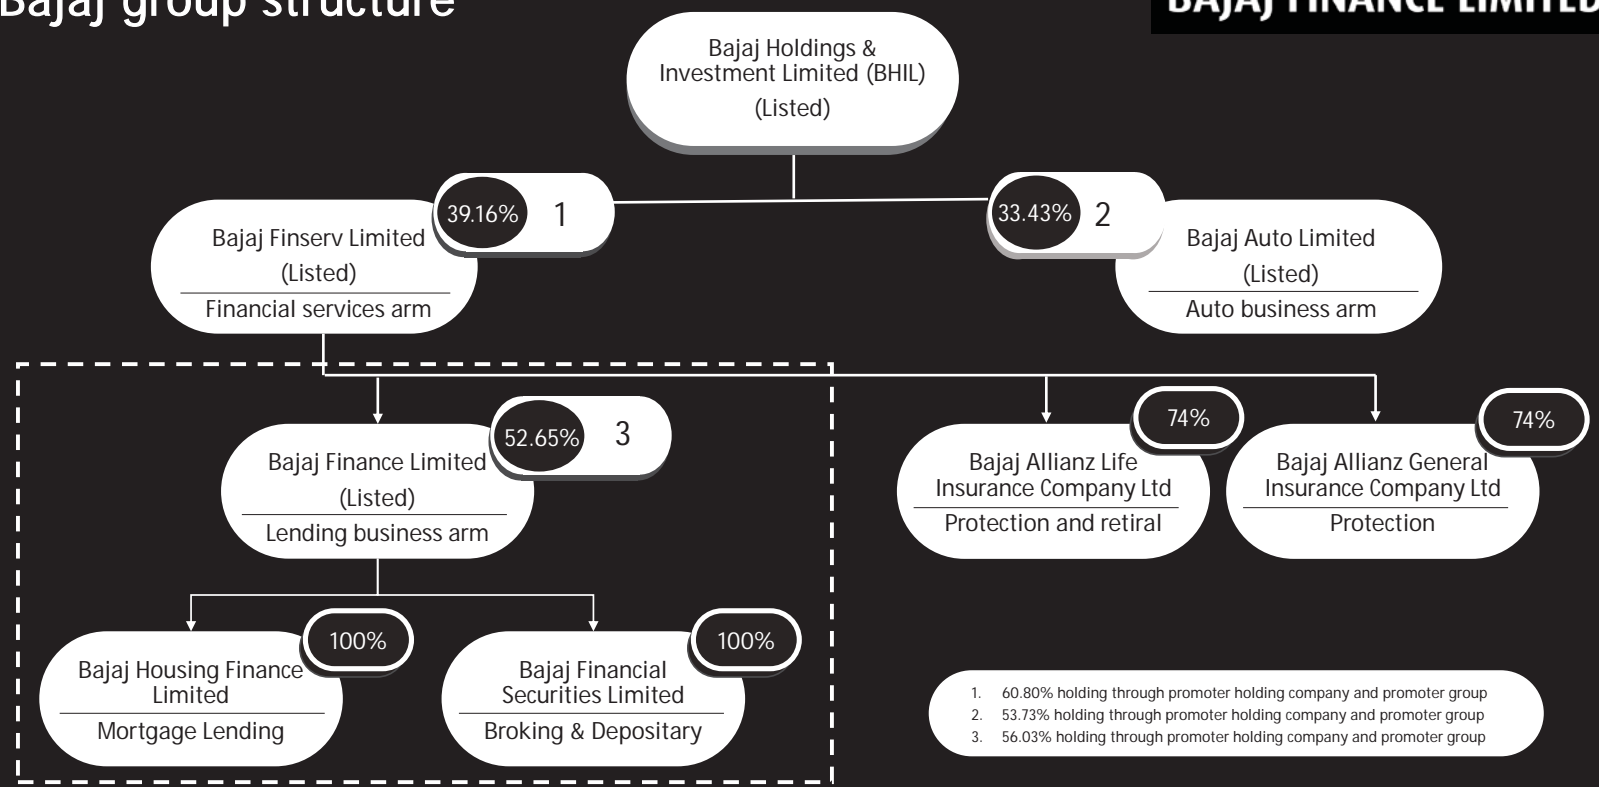 Bajaj group structure
BAJAJ FINANCE LIMITED
Bajaj Holdings &
Investment Limited (BHIL)
(Listed)
39.16% 1
33.43% 2
Bajaj Finserv Limited
(Listed)
Financial services arm
Bajaj Auto Limited
(Listed)
Auto business arm
52.65% 3
74%
74%
Bajaj Finance Limited
(Listed)
Lending business arm
Bajaj Allianz Life
Insurance Company Ltd
Protection and retiral
Bajaj Allianz General
Insurance Company Ltd
Protection
100%
100%
Bajaj Housing Finance
Limited
Mortgage Lending
Bajaj Financial
Securities Limited
Broking & Depositary
1. 60.80% holding through promoter holding company and promoter group
2. 53.73% holding through promoter holding company and promoter group
3. 56.03% holding through promoter holding company and promoter group